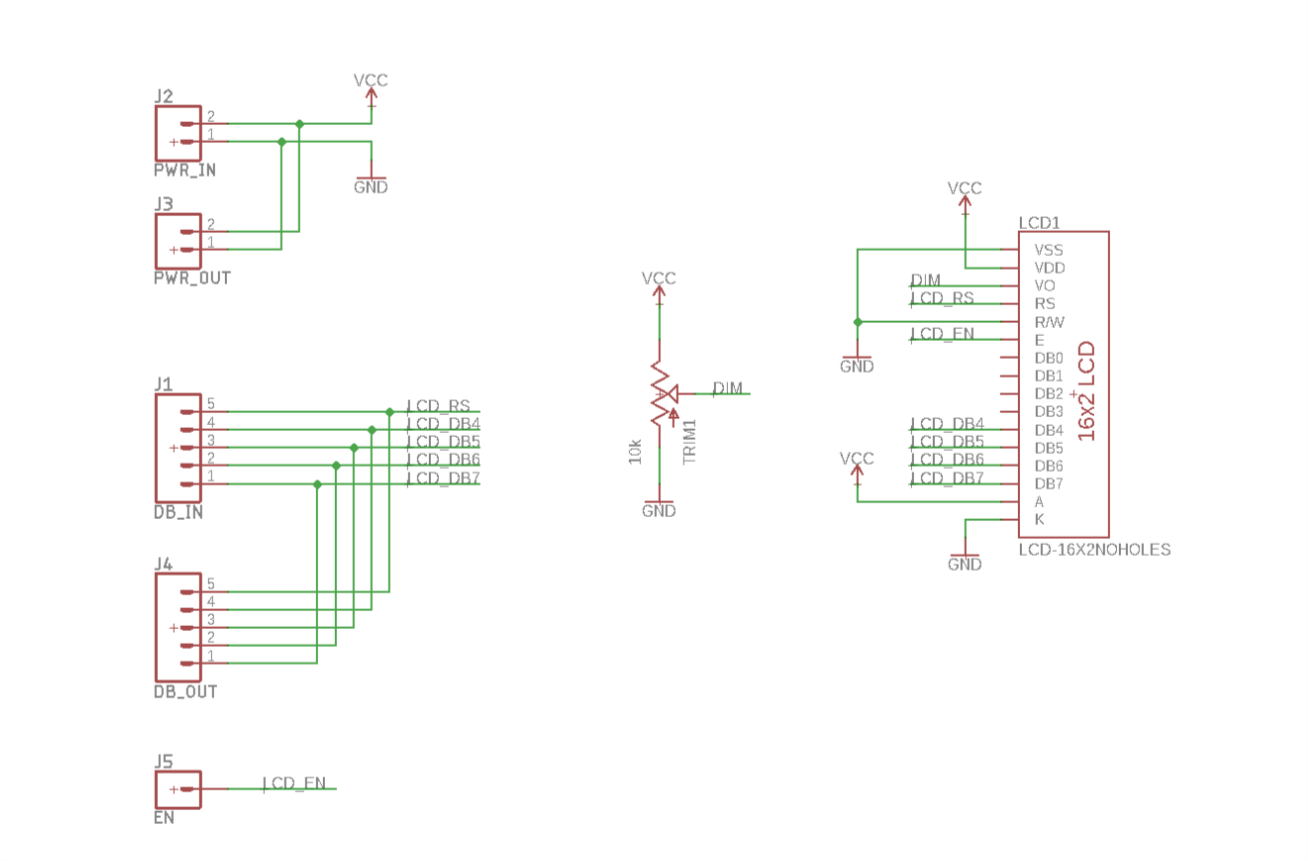 J2
2
1
PWR_IN
VCC
GND
J3
2
1
PWR_OUT
J1
5
4
3
2
1
DB_IN
LCD_RS
LCD_DB4
LCD_DB5
LCD_DB6
LCD_DB7
J4
5
4
3
2
1
DB_OUT
J5
EN
LCD_EN
VCC
DIM
10k
TRIM1
GND
VCC
LCD1
VSS
VDD
DIM
VO
LCD_RS
RS
R/W
LCD_EN
E
GND
DB0
DB1
DB2
DB3
LCD_DB4
DB4
LCD_DB5
DB5
LCD_DB6
DB6
LCD_DB7
DB7
VCC
A
K
GND
16x2 LCD
LCD-16X2NOHOLES